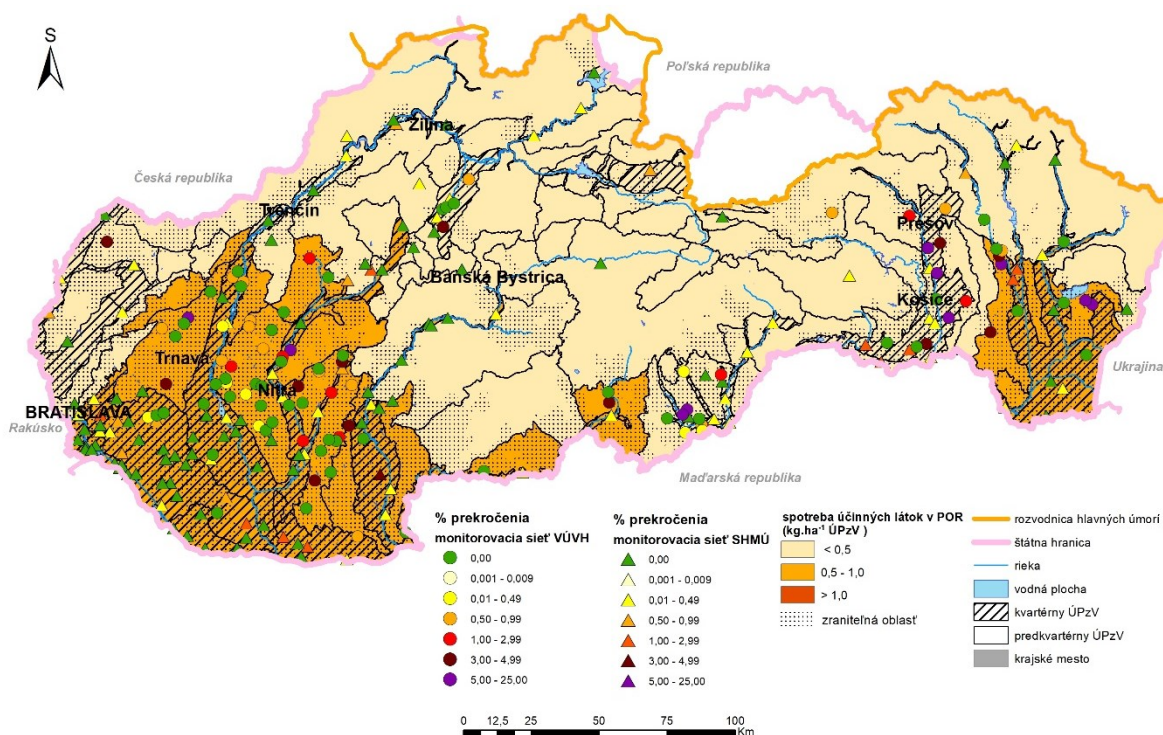 S
Poľská republika
Žilina
Česká republika
Trenčín
Prešov
Banská Bystrica
Košice
Trnava
Nitra
Ukrajina
BRATISLAVA
Rakúsko
Maďarská republika
% prekročenia
monitorovacia sieť VÚVH
0,00
0,001 - 0,009
0,01 - 0,49
0,50 - 0,99
1,00 - 2,99
3,00 - 4,99
5,00 - 25,00
% prekročenia
monitorovacia sieť SHMÚ
0,00
0,001 - 0,009
0,01 - 0,49
0,50 - 0,99
1,00 - 2,99
3,00 - 4,99
5,00 - 25,00
spotreba účinných látok v POR
(kg.ha⁻¹ ÚPzV )
< 0,5
0,5 - 1,0
> 1,0
zraniteľná oblasť
rozvodnica hlavných úmorí
štátna hranica
rieka
vodná plocha
kvartérny ÚPzV
predkvartérny ÚPzV
krajské mesto
0 12,5 25 50 75 100
Km